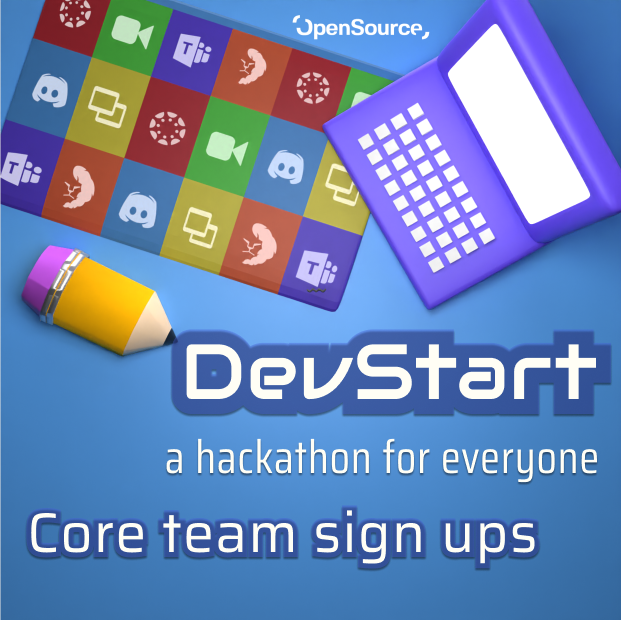 OpenSource,
T
T
T
DevStart
a hackathon for everyone
Core team sign ups